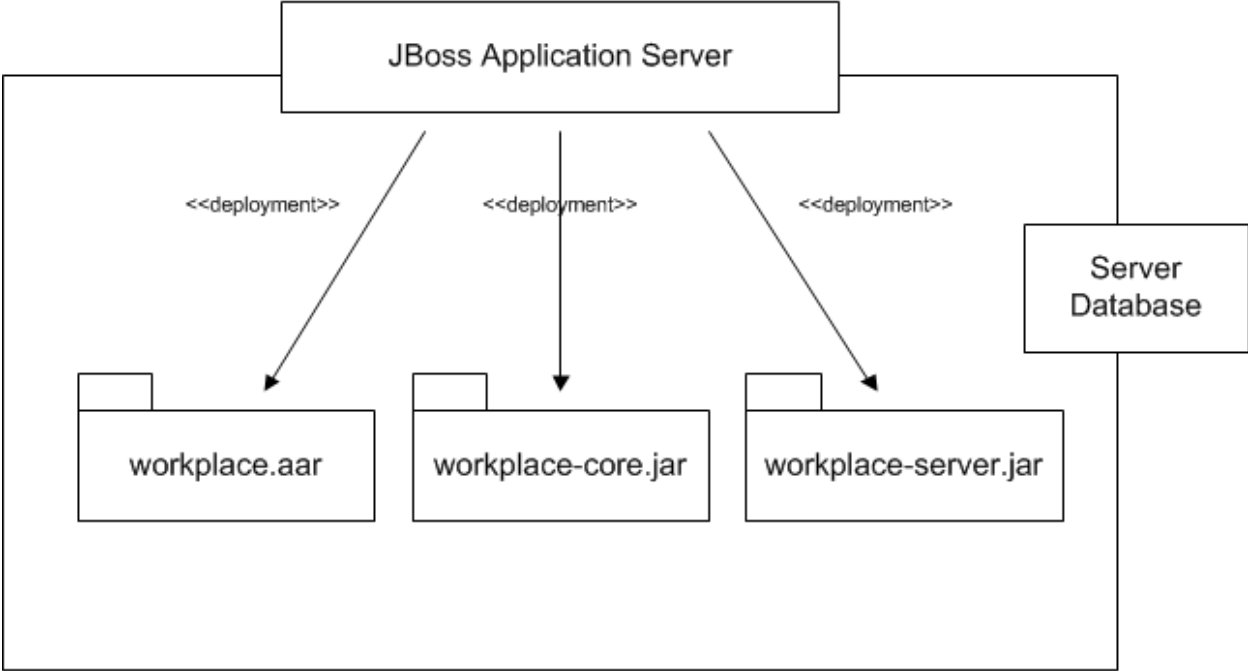 JBoss Application Server
<<deployment>>
<<deployment>>
<<deployment>>
Server
Database
workplace.aar
workplace-core.jar
workplace-server.jar